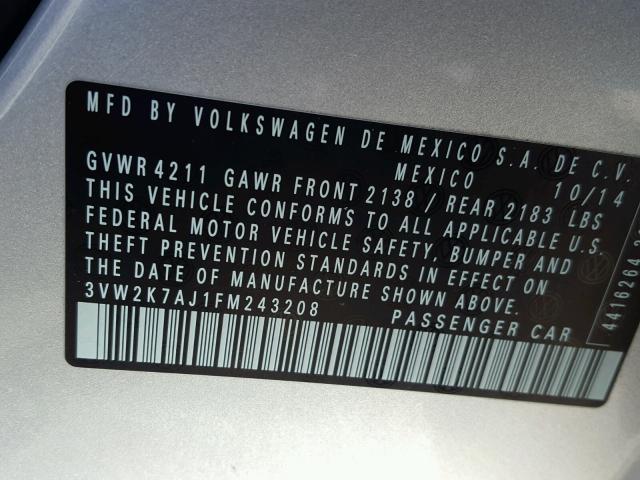 MFD BY VOLKSWAGEN DE MEXICO S.A. DE C.V.
MEXICO 10/14
GVWR 4211 GAWR FRONT 2138 / REAR 2183 LBS
THIS VEHICLE CONFORMS TO ALL APPLICABLE U.S.
FEDERAL MOTOR VEHICLE SAFETY, BUMPER AND
THEFT PREVENTION STANDARDS IN EFFECT ON
THE DATE OF MANUFACTURE SHOWN ABOVE.
3VW2K7AJ1FM243208 PASSENGER CAR